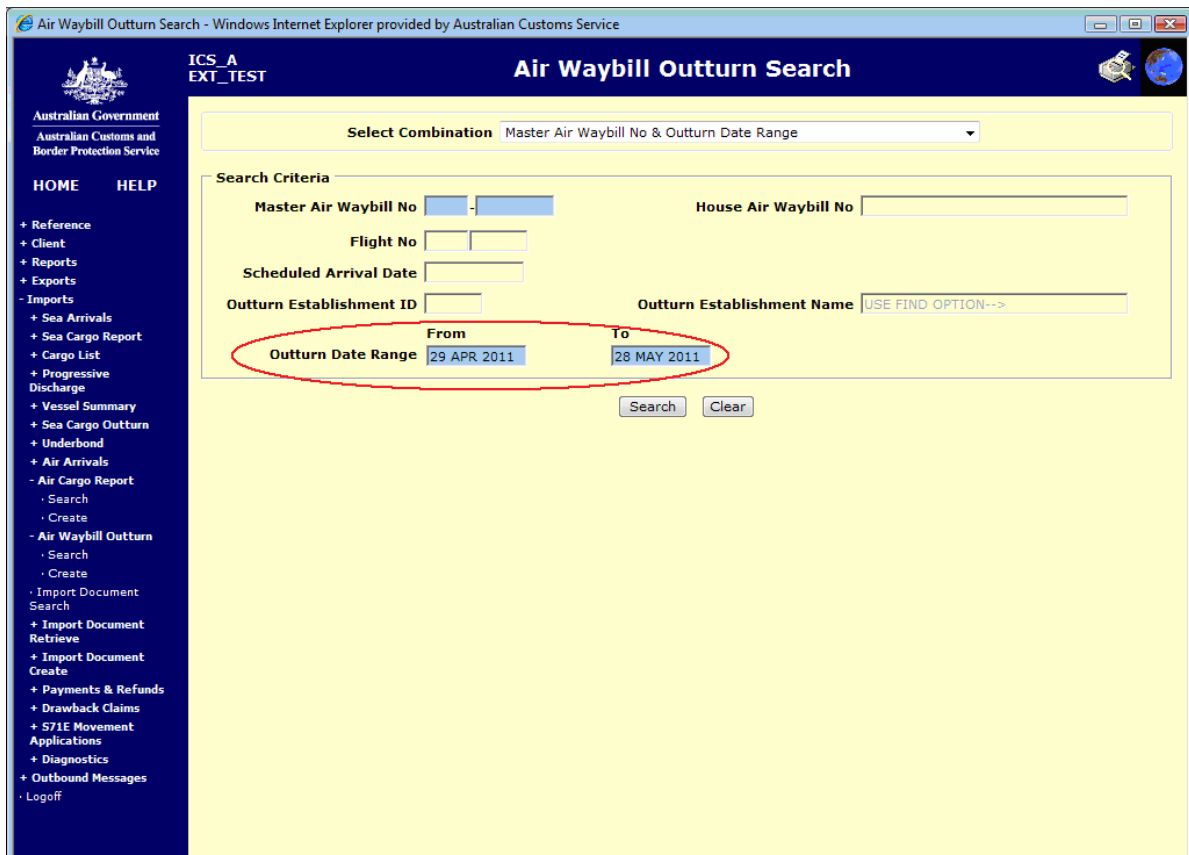 Air Waybill Outturn Search - Windows Internet Explorer provided by Australian Customs Service
Australian Government
Australian Customs and
Border Protection Service
HOME HELP
+ Reference
+ Client
+ Reports
+ Exports
- Imports
+ Sea Arrivals
+ Sea Cargo Report
+ Cargo List
+ Progressive
Discharge
+ Vessel Summary
+ Sea Cargo Outturn
+ Underbond
+ Air Arrivals
- Air Cargo Report
· Search
· Create
- Air Waybill Outturn
· Search
· Create
· Import Document
Search
+ Import Document
Retrieve
+ Import Document
Create
+ Payments & Refunds
+ Drawback Claims
+ S71E Movement
Applications
+ Diagnostics
+ Outbound Messages
· Logoff
ICS_A
EXT_TEST
Air Waybill Outturn Search
Select Combination Master Air Waybill No & Outturn Date Range
Search Criteria
Master Air Waybill No - House Air Waybill No
Flight No
Scheduled Arrival Date
Outturn Establishment ID Outturn Establishment Name USE FIND OPTION-->
From To
Outturn Date Range 29 APR 2011 28 MAY 2011
Search Clear